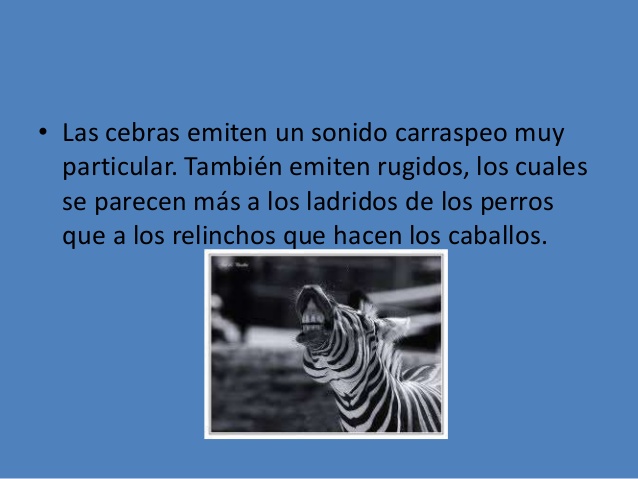 • Las cebras emiten un sonido carraspeo muy
particular. También emiten rugidos, los cuales
se parecen más a los ladridos de los perros
que a los relinchos que hacen los caballos.